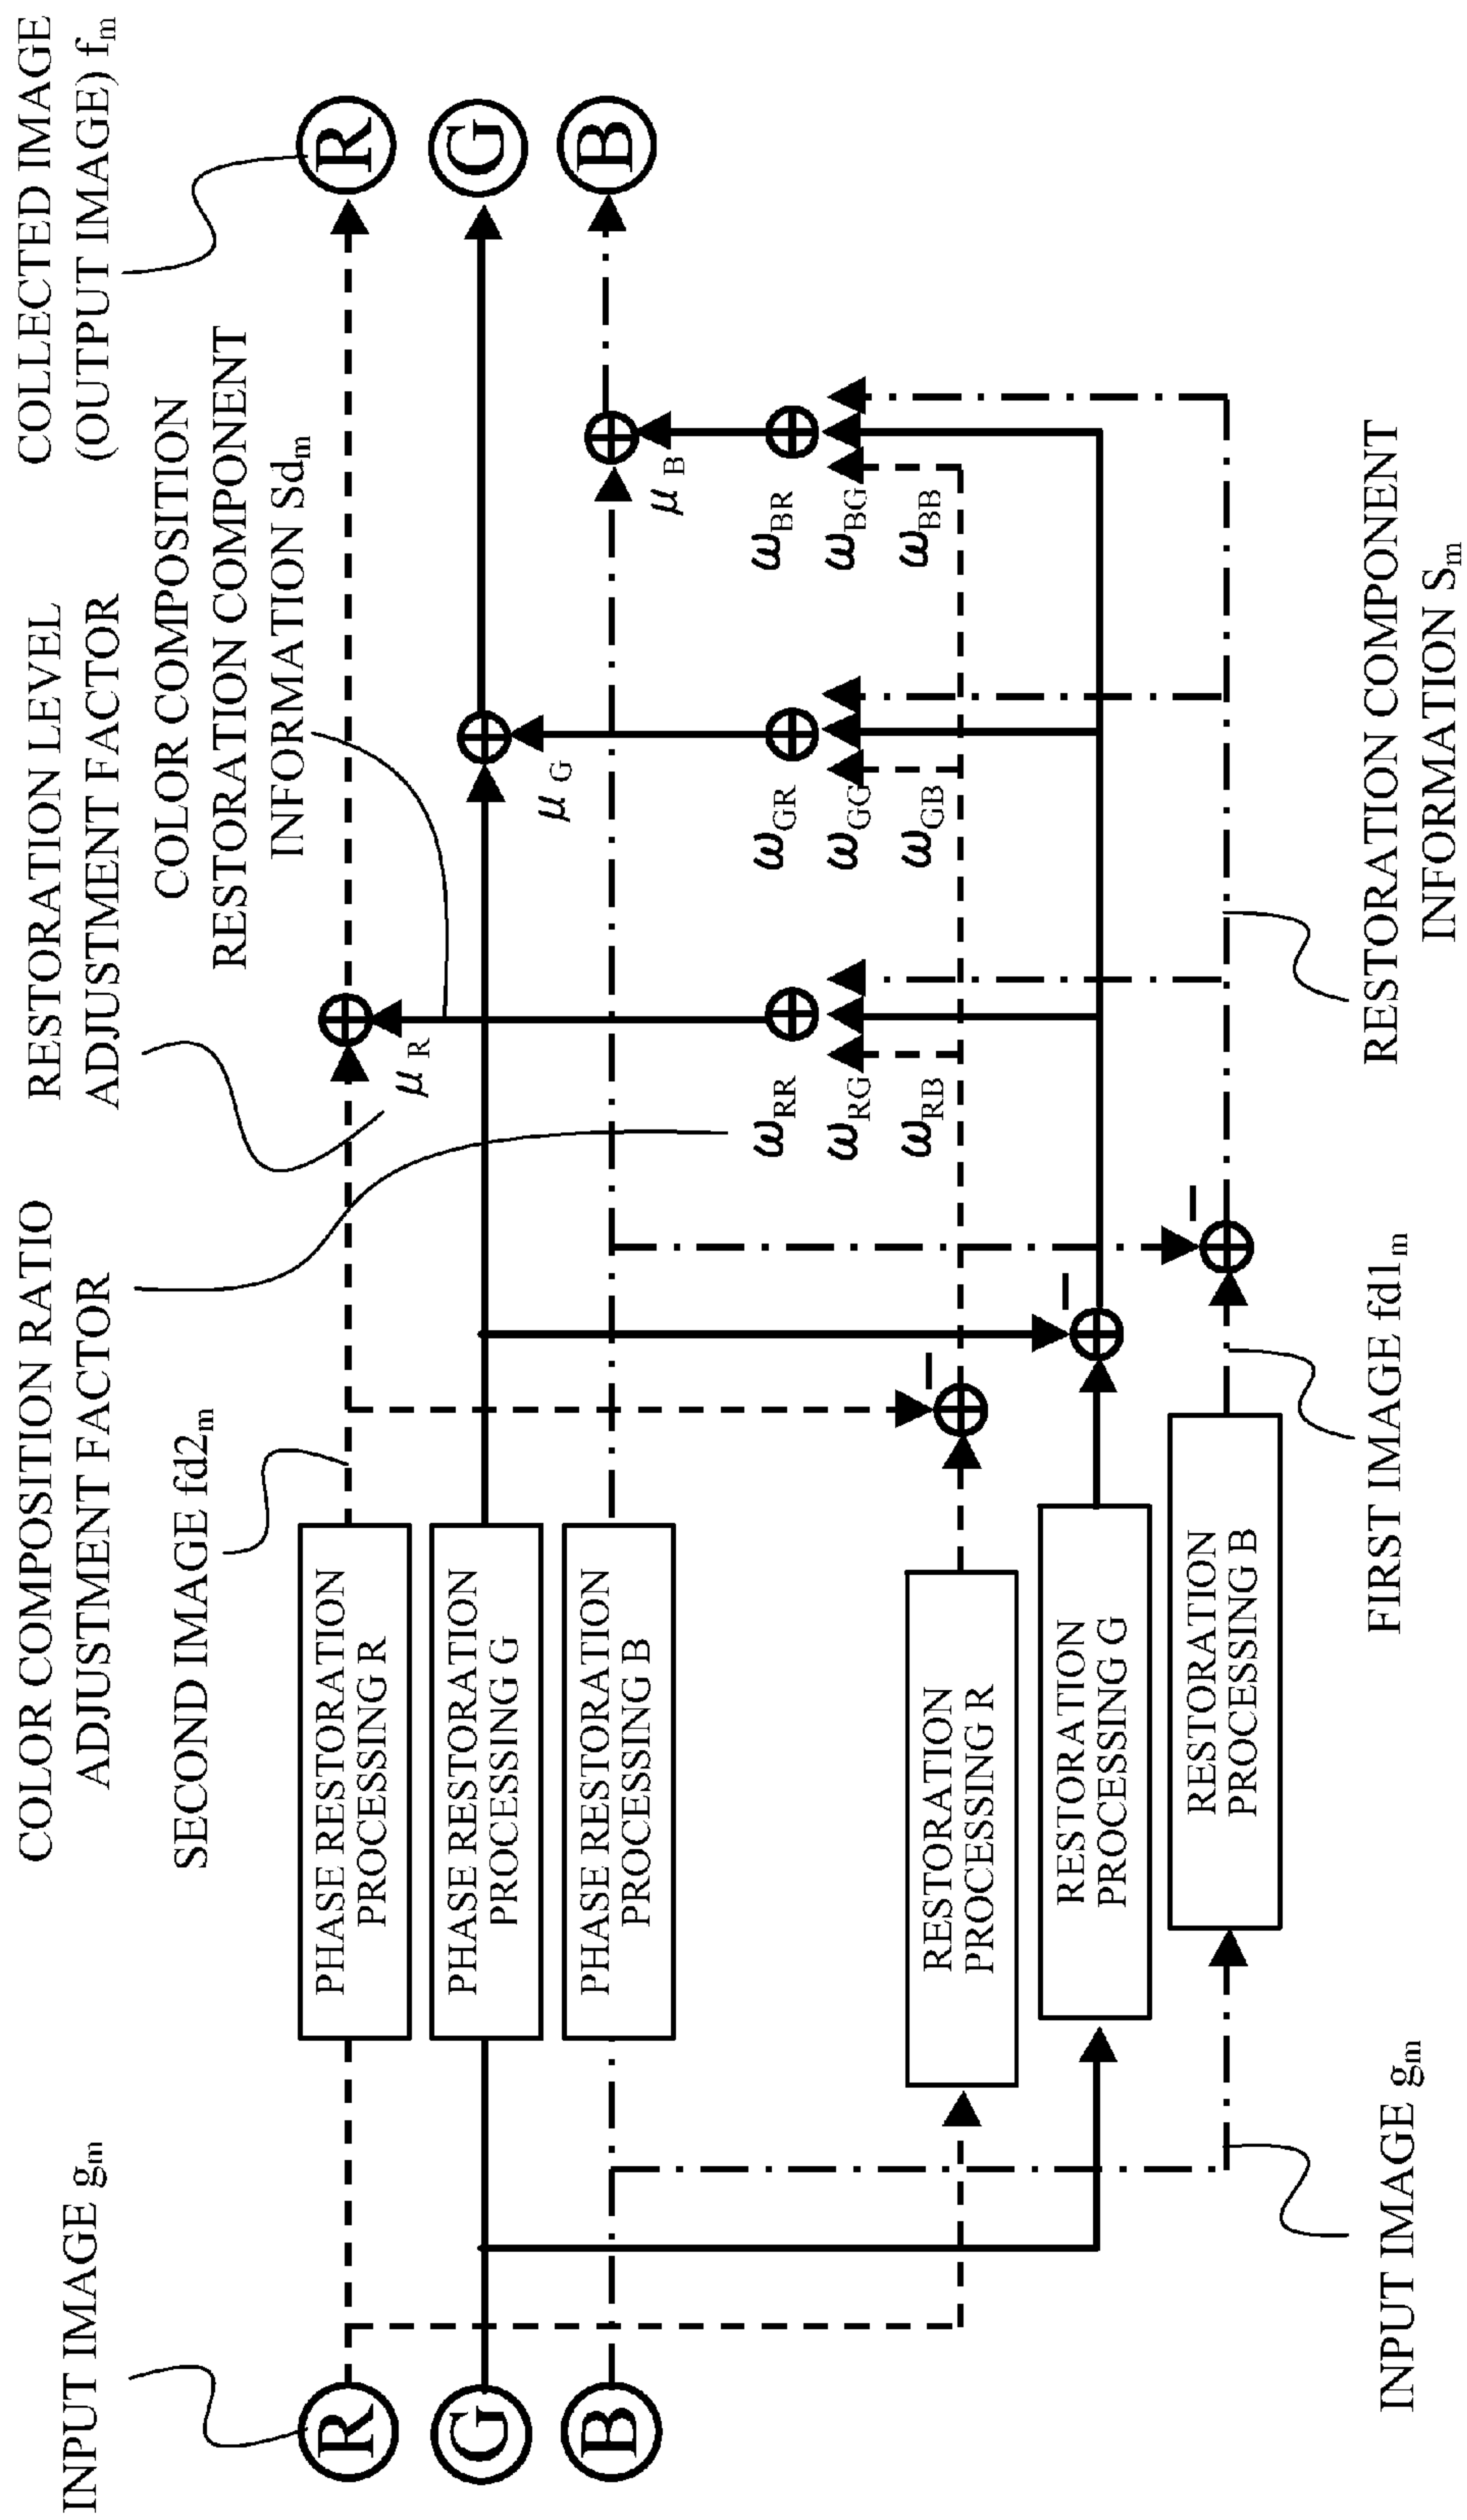 COLLECTED IMAGE
(OUTPUT IMAGE) fm
RESTORATION LEVEL
ADJUSTMENT FACTOR
COLOR COMPOSITION
RESTORATION COMPONENT
INFORMATION Sdm
COLOR COMPOSITION RATIO
ADJUSTMENT FACTOR
SECOND IMAGE fd2m
INPUT IMAGE gm
R
G
B
PHASE RESTORATION
PROCESSING R
PHASE RESTORATION
PROCESSING G
PHASE RESTORATION
PROCESSING B
RESTORATION
PROCESSING R
RESTORATION
PROCESSING G
RESTORATION
PROCESSING B
μR
μG
μB
ωRR
ωRG
ωRB
ωGR
ωGG
ωGB
ωBR
ωBG
ωBB
−
−
−
R
G
B
INPUT IMAGE gm
FIRST IMAGE fd1m
RESTORATION COMPONENT
INFORMATION Sm